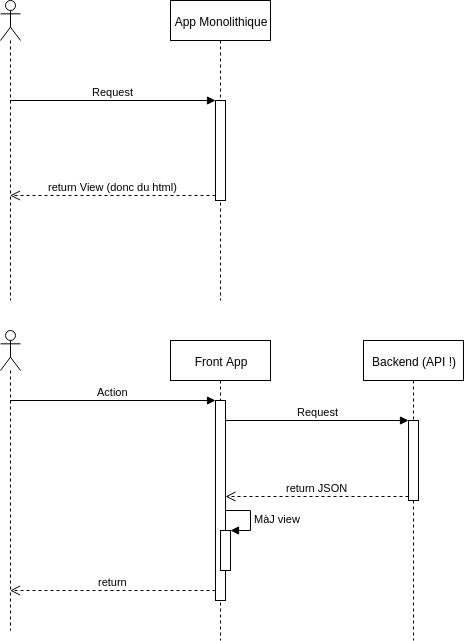 App Monolithique
Request
return View (donc du html)
Front App
Backend (API !)
Action
Request
return JSON
MàJ view
return